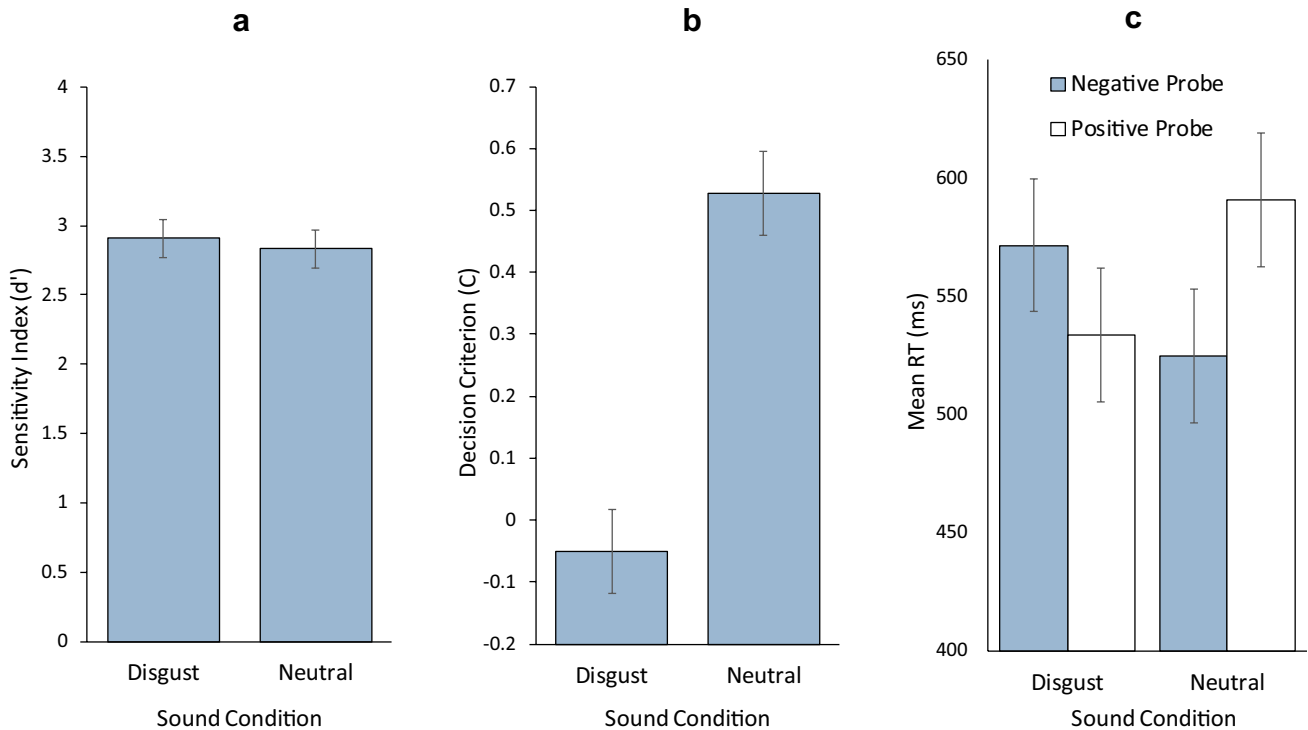 a
4
3.5
3
2.5
2
1.5
1
0.5
0
Sensitivity Index (d')
Disgust
Neutral
Sound Condition
b
0.7
0.6
0.5
0.4
0.3
0.2
0.1
0
-0.1
-0.2
Decision Criterion (C)
Disgust
Neutral
Sound Condition
c
650
600
550
500
450
400
Mean RT (ms)
Negative Probe
Positive Probe
Disgust
Neutral
Sound Condition